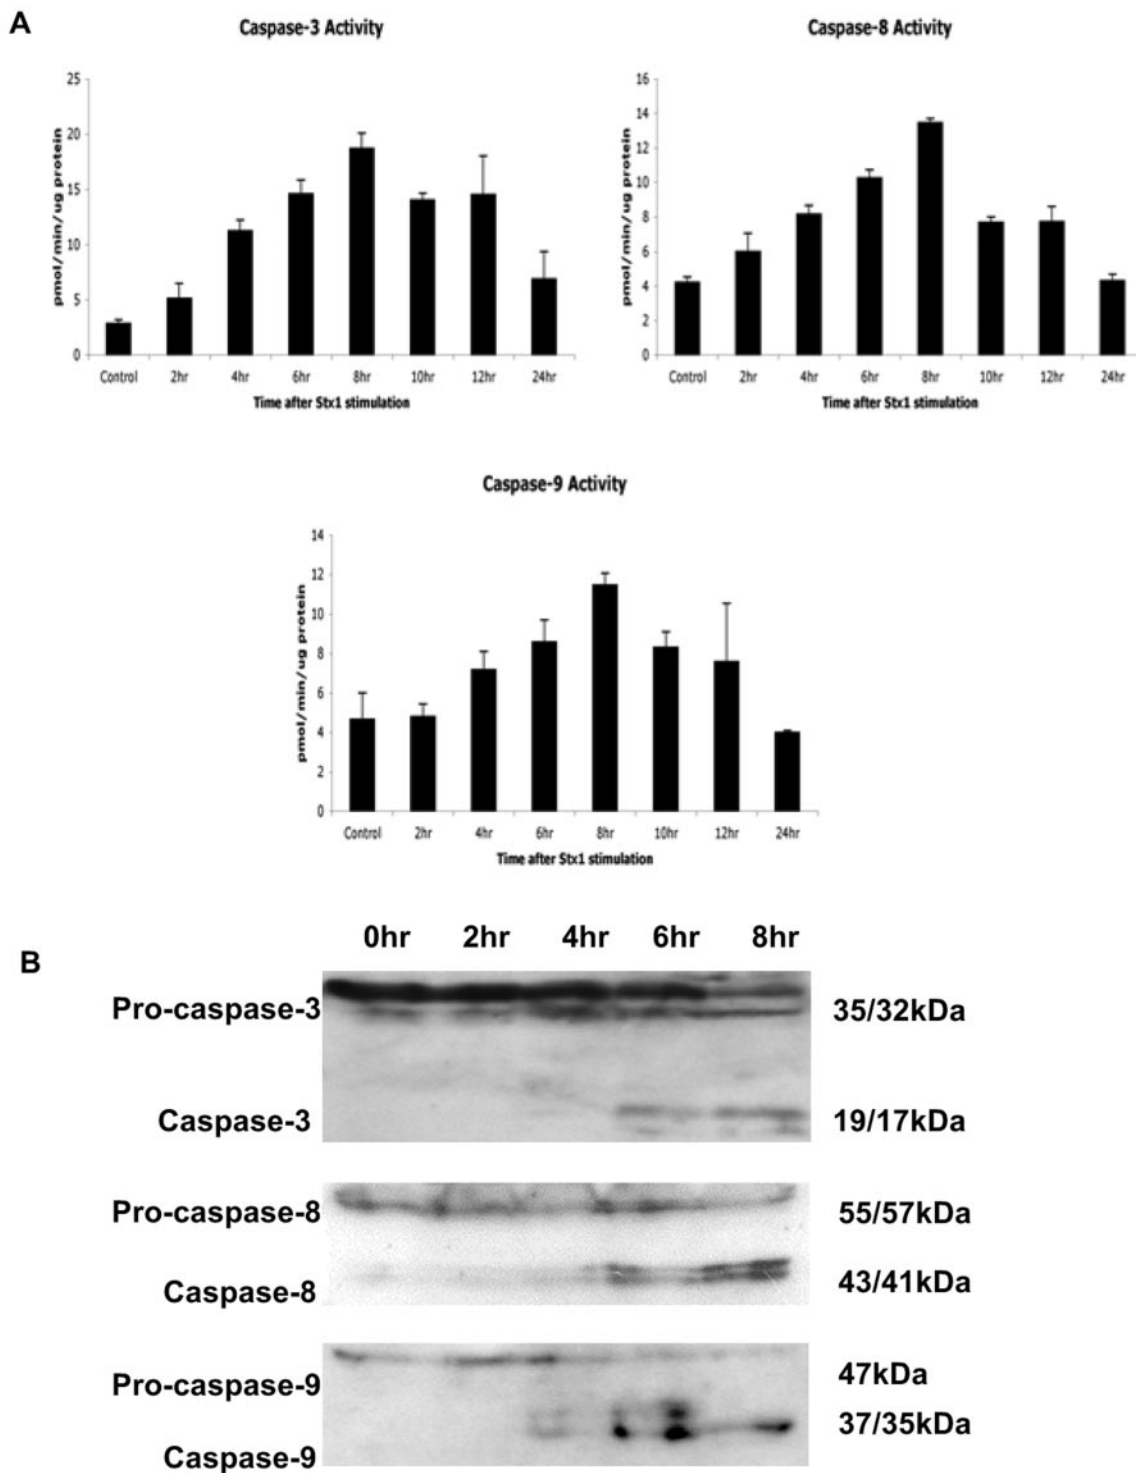 A
Caspase-3 Activity
pmol/min/ug protein
25
20
15
10
5
0
Control 2hr 4hr 6hr 8hr 10hr 12hr 24hr
Time after Stx1 stimulation
Caspase-8 Activity
pmol/min/ug protein
16
14
12
10
8
6
4
2
0
Control 2hr 4hr 6hr 8hr 10hr 12hr 24hr
Time after Stx1 stimulation
Caspase-9 Activity
pmol/min/ug protein
14
12
10
8
6
4
2
0
Control 2hr 4hr 6hr 8hr 10hr 12hr 24hr
Time after Stx1 stimulation
B
0hr 2hr 4hr 6hr 8hr
Pro-caspase-3 35/32kDa
Caspase-3 19/17kDa
Pro-caspase-8 55/57kDa
Caspase-8 43/41kDa
Pro-caspase-9 47kDa
37/35kDa
Caspase-9